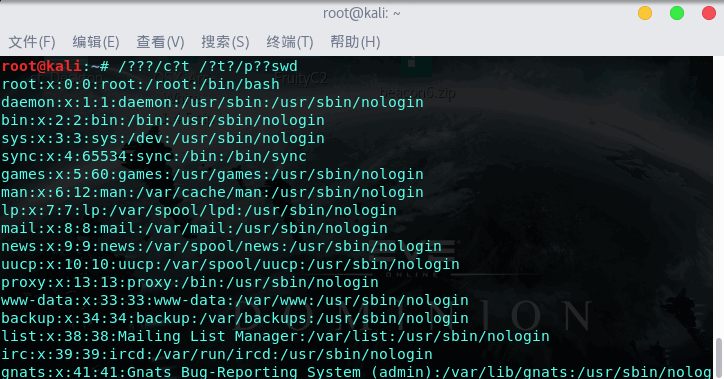 root@kali: ~
文件(F) 编辑(E) 查看(V) 搜索(S) 终端(T) 帮助(H)
root@kali:~# /???/c?t /?t?/p??swd
root:x:0:0:root:/root:/bin/bash
daemon:x:1:1:daemon:/usr/sbin:/usr/sbin/nologin
bin:x:2:2:bin:/bin:/usr/sbin/nologin
sys:x:3:3:sys:/dev:/usr/sbin/nologin
sync:x:4:65534:sync:/bin:/bin/sync
games:x:5:60:games:/usr/games:/usr/sbin/nologin
man:x:6:12:man:/var/cache/man:/usr/sbin/nologin
lp:x:7:7:lp:/var/spool/lpd:/usr/sbin/nologin
mail:x:8:8:mail:/var/mail:/usr/sbin/nologin
news:x:9:9:news:/var/spool/news:/usr/sbin/nologin
uucp:x:10:10:uucp:/var/spool/uucp:/usr/sbin/nologin
proxy:x:13:13:proxy:/bin:/usr/sbin/nologin
www-data:x:33:33:www-data:/var/www:/usr/sbin/nologin
backup:x:34:34:backup:/var/backups:/usr/sbin/nologin
list:x:38:38:Mailing List Manager:/var/list:/usr/sbin/nologin
irc:x:39:39:ircd:/var/run/ircd:/usr/sbin/nologin
gnats:x:41:41:Gnats Bug-Reporting System (admin):/var/lib/gnats:/usr/sbin/nolog
FruityC2
beacon6.zip
EVE
ONLINE
DOMINION